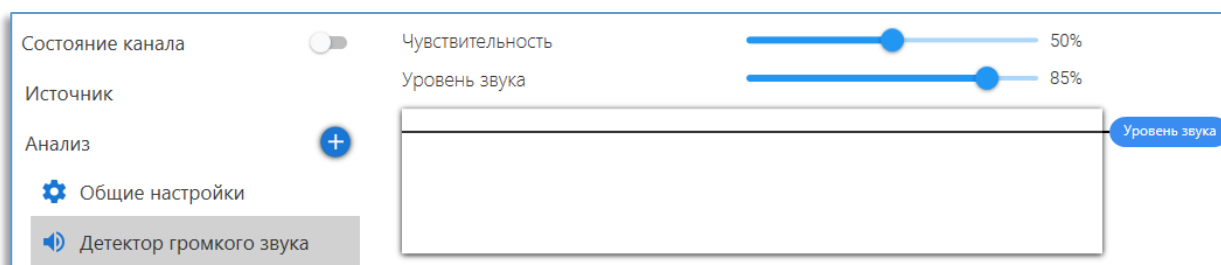 Состояние канала
Источник
Анализ
Общие настройки
Детектор громкого звука
Чувствительность 50%
Уровень звука 85%
Уровень звука